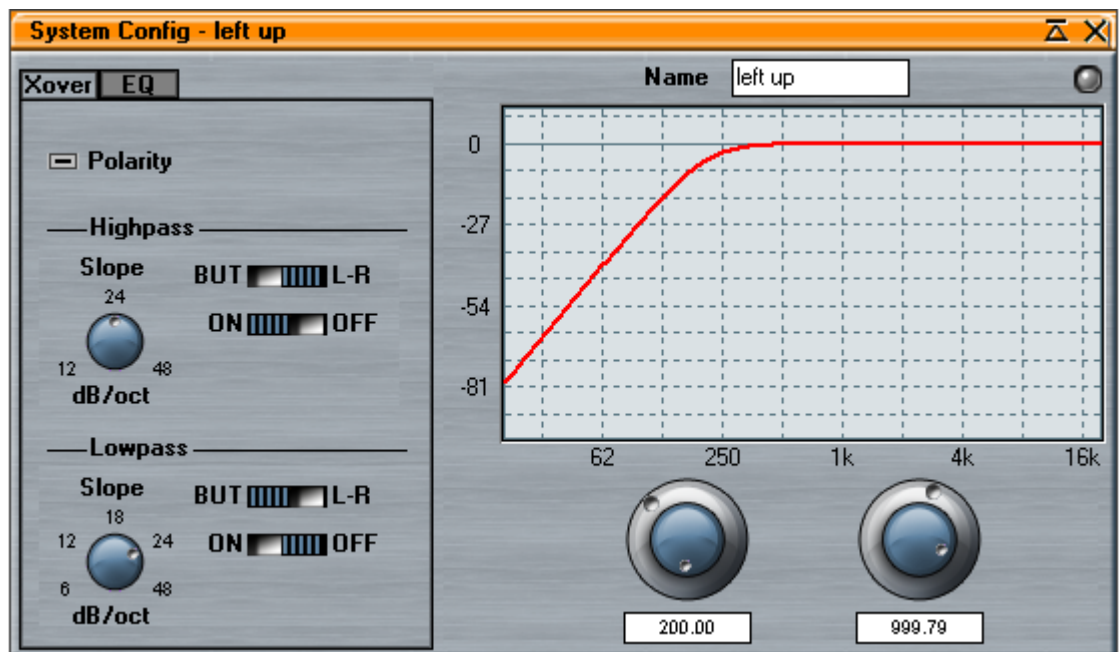 System Config - left up
Xover EQ
Name left up
Polarity
Highpass
Slope
24
12 48
dB/oct
BUT L-R
ON OFF
Lowpass
Slope
18
12 24
6 48
dB/oct
BUT L-R
ON OFF
0
-27
-54
-81
62 250 1k 4k 16k
200.00 999.79